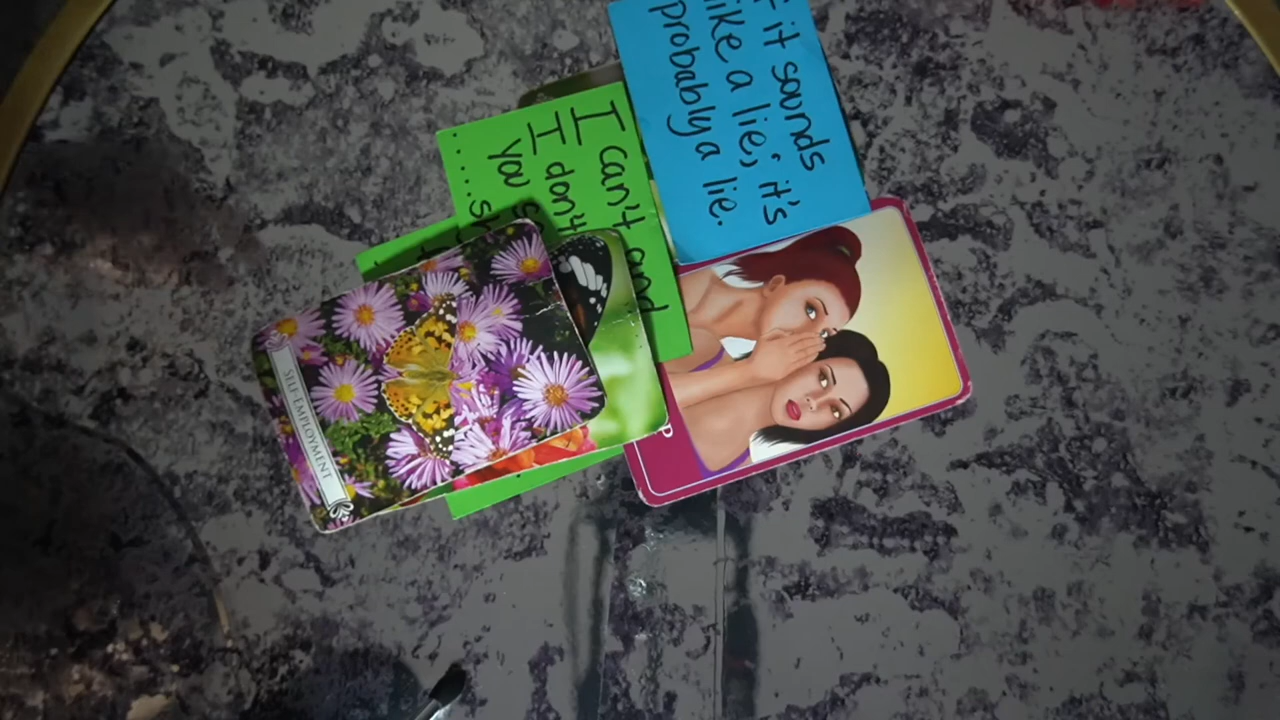 f it sounds
like a lie, it's
probably a lie.
I can't and
I don't
you
SELF-EMPLOYMENT
P